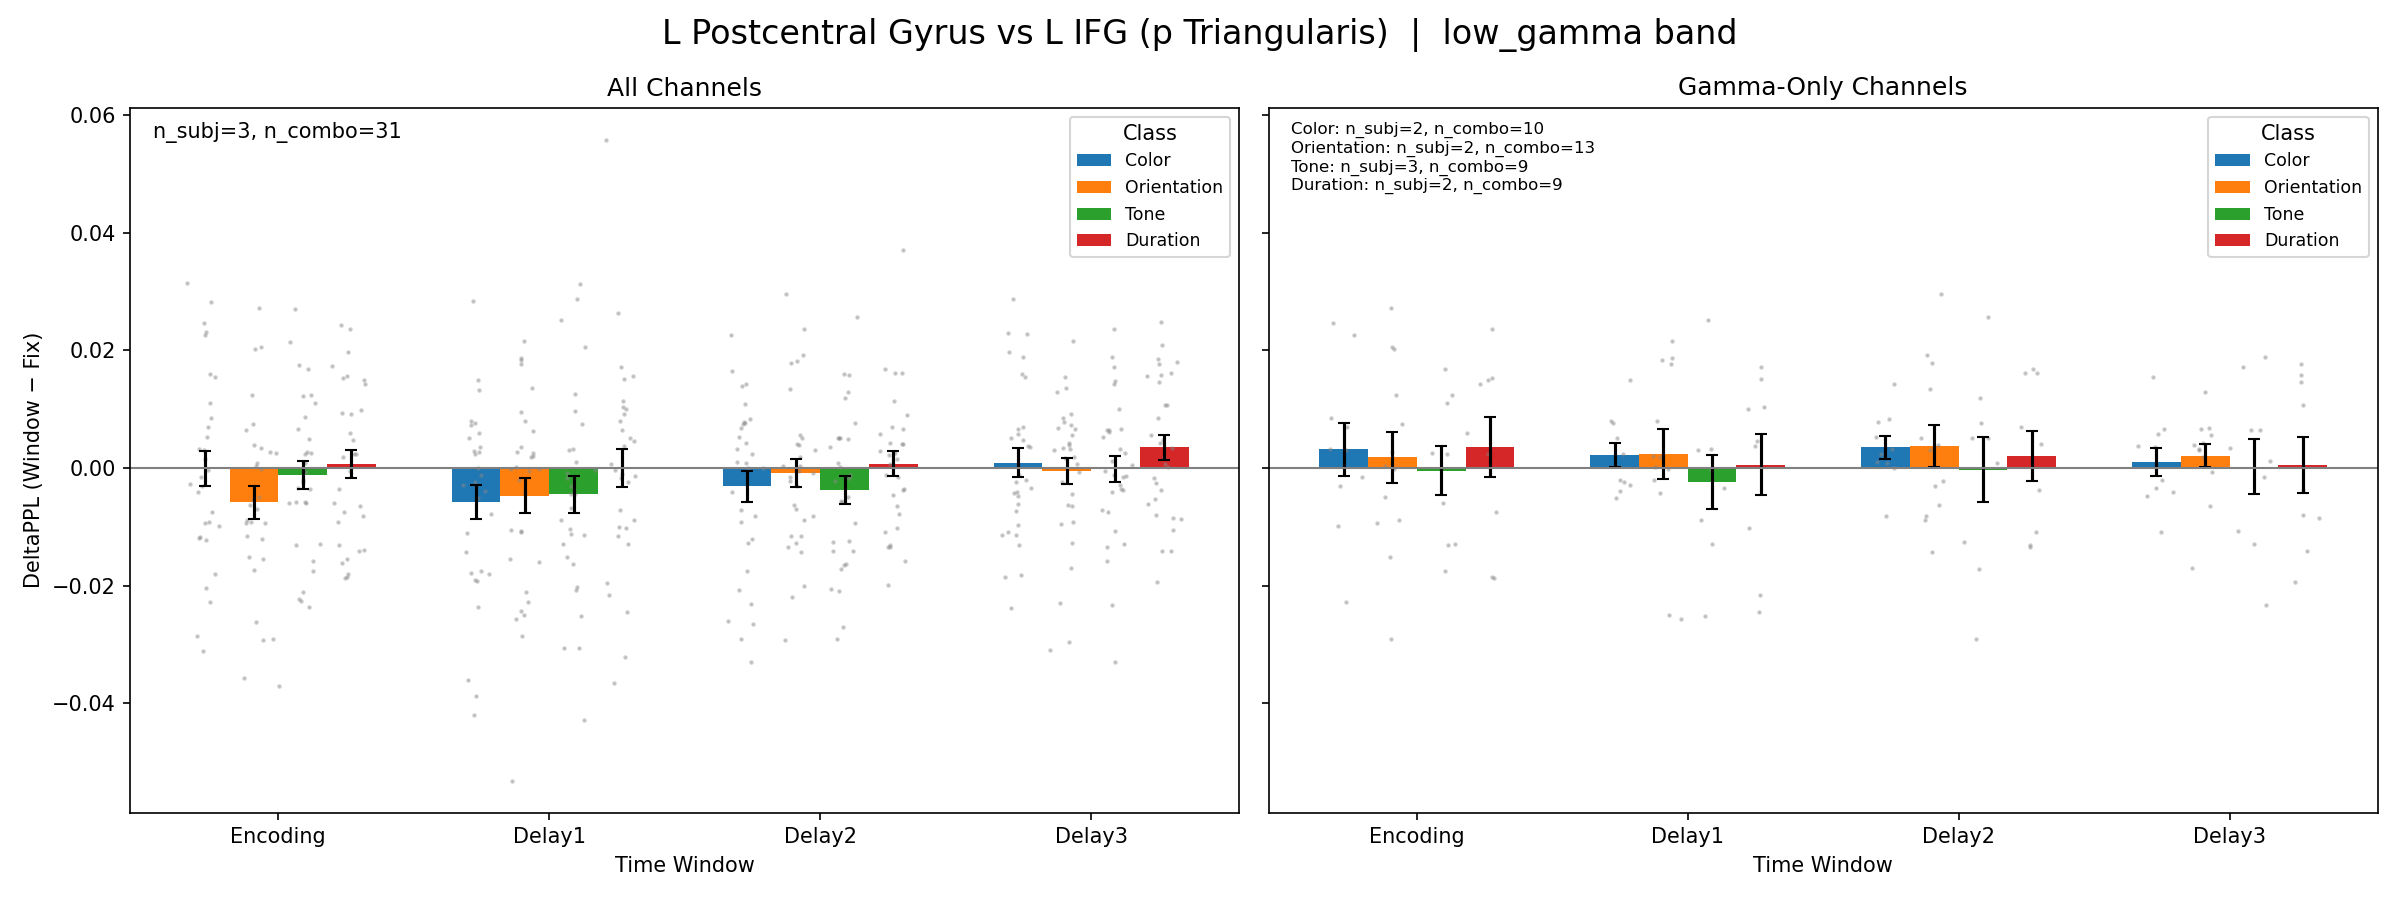 L Postcentral Gyrus vs L IFG (p Triangularis)  |  low_gamma band
All Channels
n_subj=3, n_combo=31
Class
Color
Orientation
Tone
Duration
0.06
0.04
0.02
0.00
−0.02
−0.04
DeltaPPL (Window − Fix)
Encoding
Delay1
Delay2
Delay3
Time Window
Gamma-Only Channels
Color: n_subj=2, n_combo=10
Orientation: n_subj=2, n_combo=13
Tone: n_subj=3, n_combo=9
Duration: n_subj=2, n_combo=9
Class
Color
Orientation
Tone
Duration
Encoding
Delay1
Delay2
Delay3
Time Window